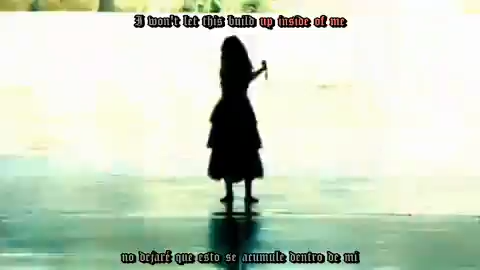 I won't let this build up inside of me
no dejaré que esto se acumule dentro de mi